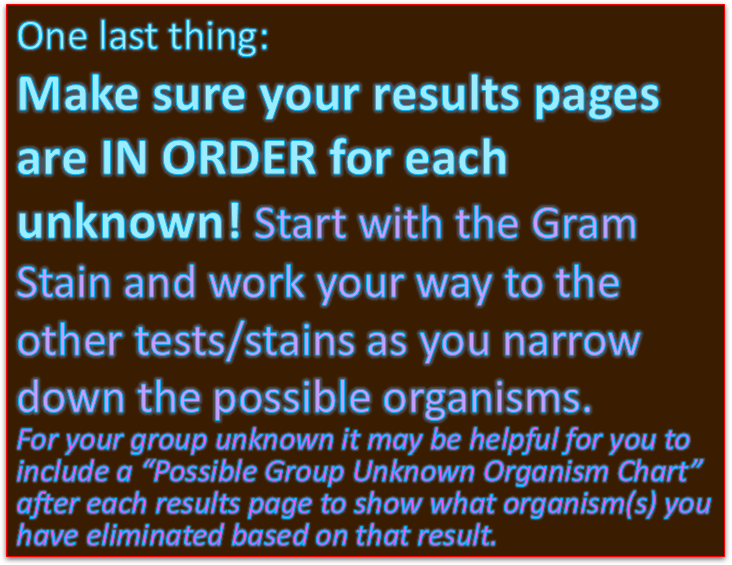 One last thing:
Make sure your results pages
are IN ORDER for each
unknown! Start with the Gram
Stain and work your way to the
other tests/stains as you narrow
down the possible organisms.
For your group unknown it may be helpful for you to
include a “Possible Group Unknown Organism Chart”
after each results page to show what organism(s) you
have eliminated based on that result.